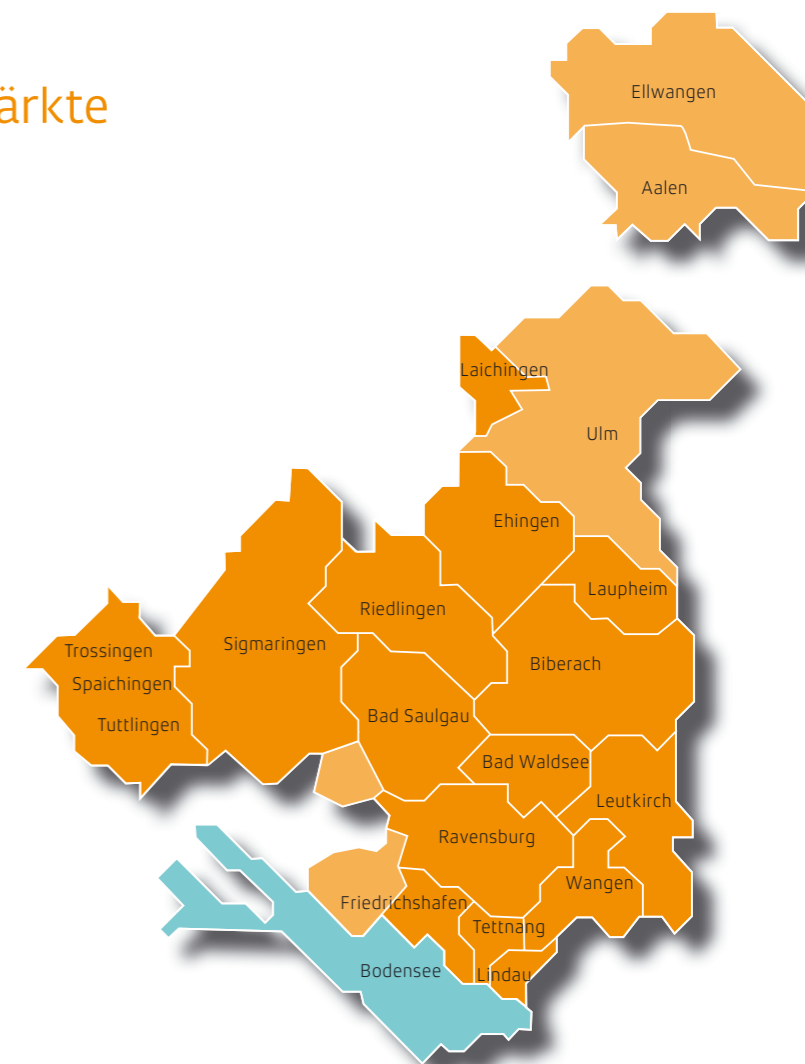 ärkte
Ellwangen
Aalen
Laichingen
Ulm
Ehingen
Laupheim
Riedlingen
Sigmaringen
Trossingen
Biberach
Spaichingen
Bad Saulgau
Tuttlingen
Bad Waldsee
Leutkirch
Ravensburg
Wangen
Friedrichshafen
Tettnang
Bodensee
Lindau